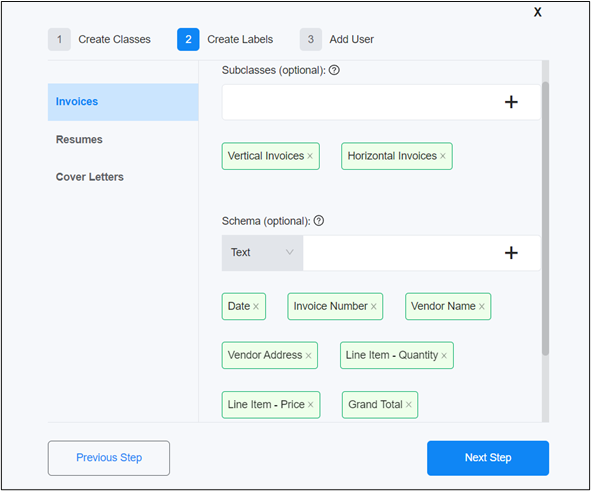 X
1 Create Classes 2 Create Labels 3 Add User
Subclasses (optional): ?
Invoices
+
Resumes
Vertical Invoices × Horizontal Invoices ×
Cover Letters
Schema (optional): ?
Text +
Date × Invoice Number × Vendor Name ×
Vendor Address × Line Item - Quantity ×
Line Item - Price × Grand Total ×
Previous Step Next Step